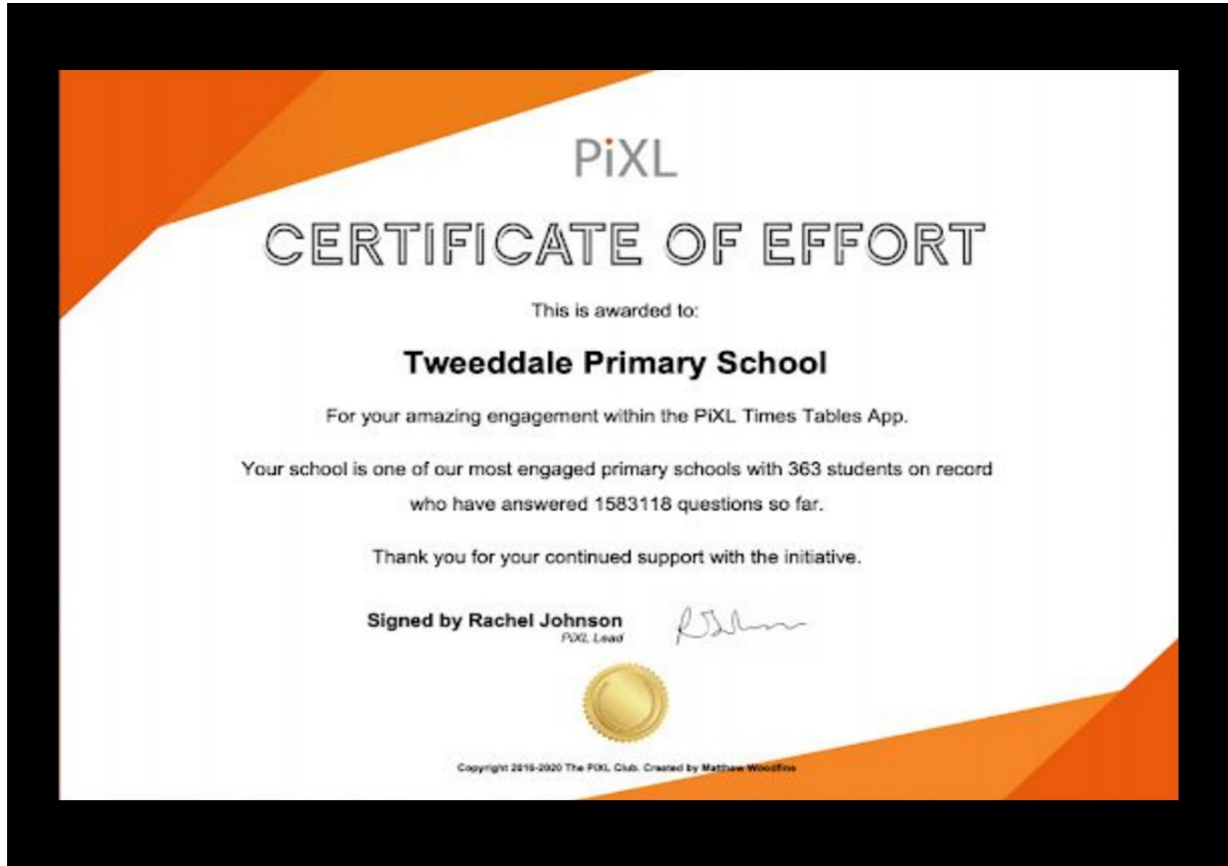 PiXL
CERTIFICATE OF EFFORT
This is awarded to:
Tweeddale Primary School
For your amazing engagement within the PiXL Times Tables App.
Your school is one of our most engaged primary schools with 363 students on record
who have answered 1583118 questions so far.
Thank you for your continued support with the initiative.
Signed by Rachel Johnson
PiXL Lead
Copyright 2016-2020 The PiXL Club. Created by Matthew Woodfine